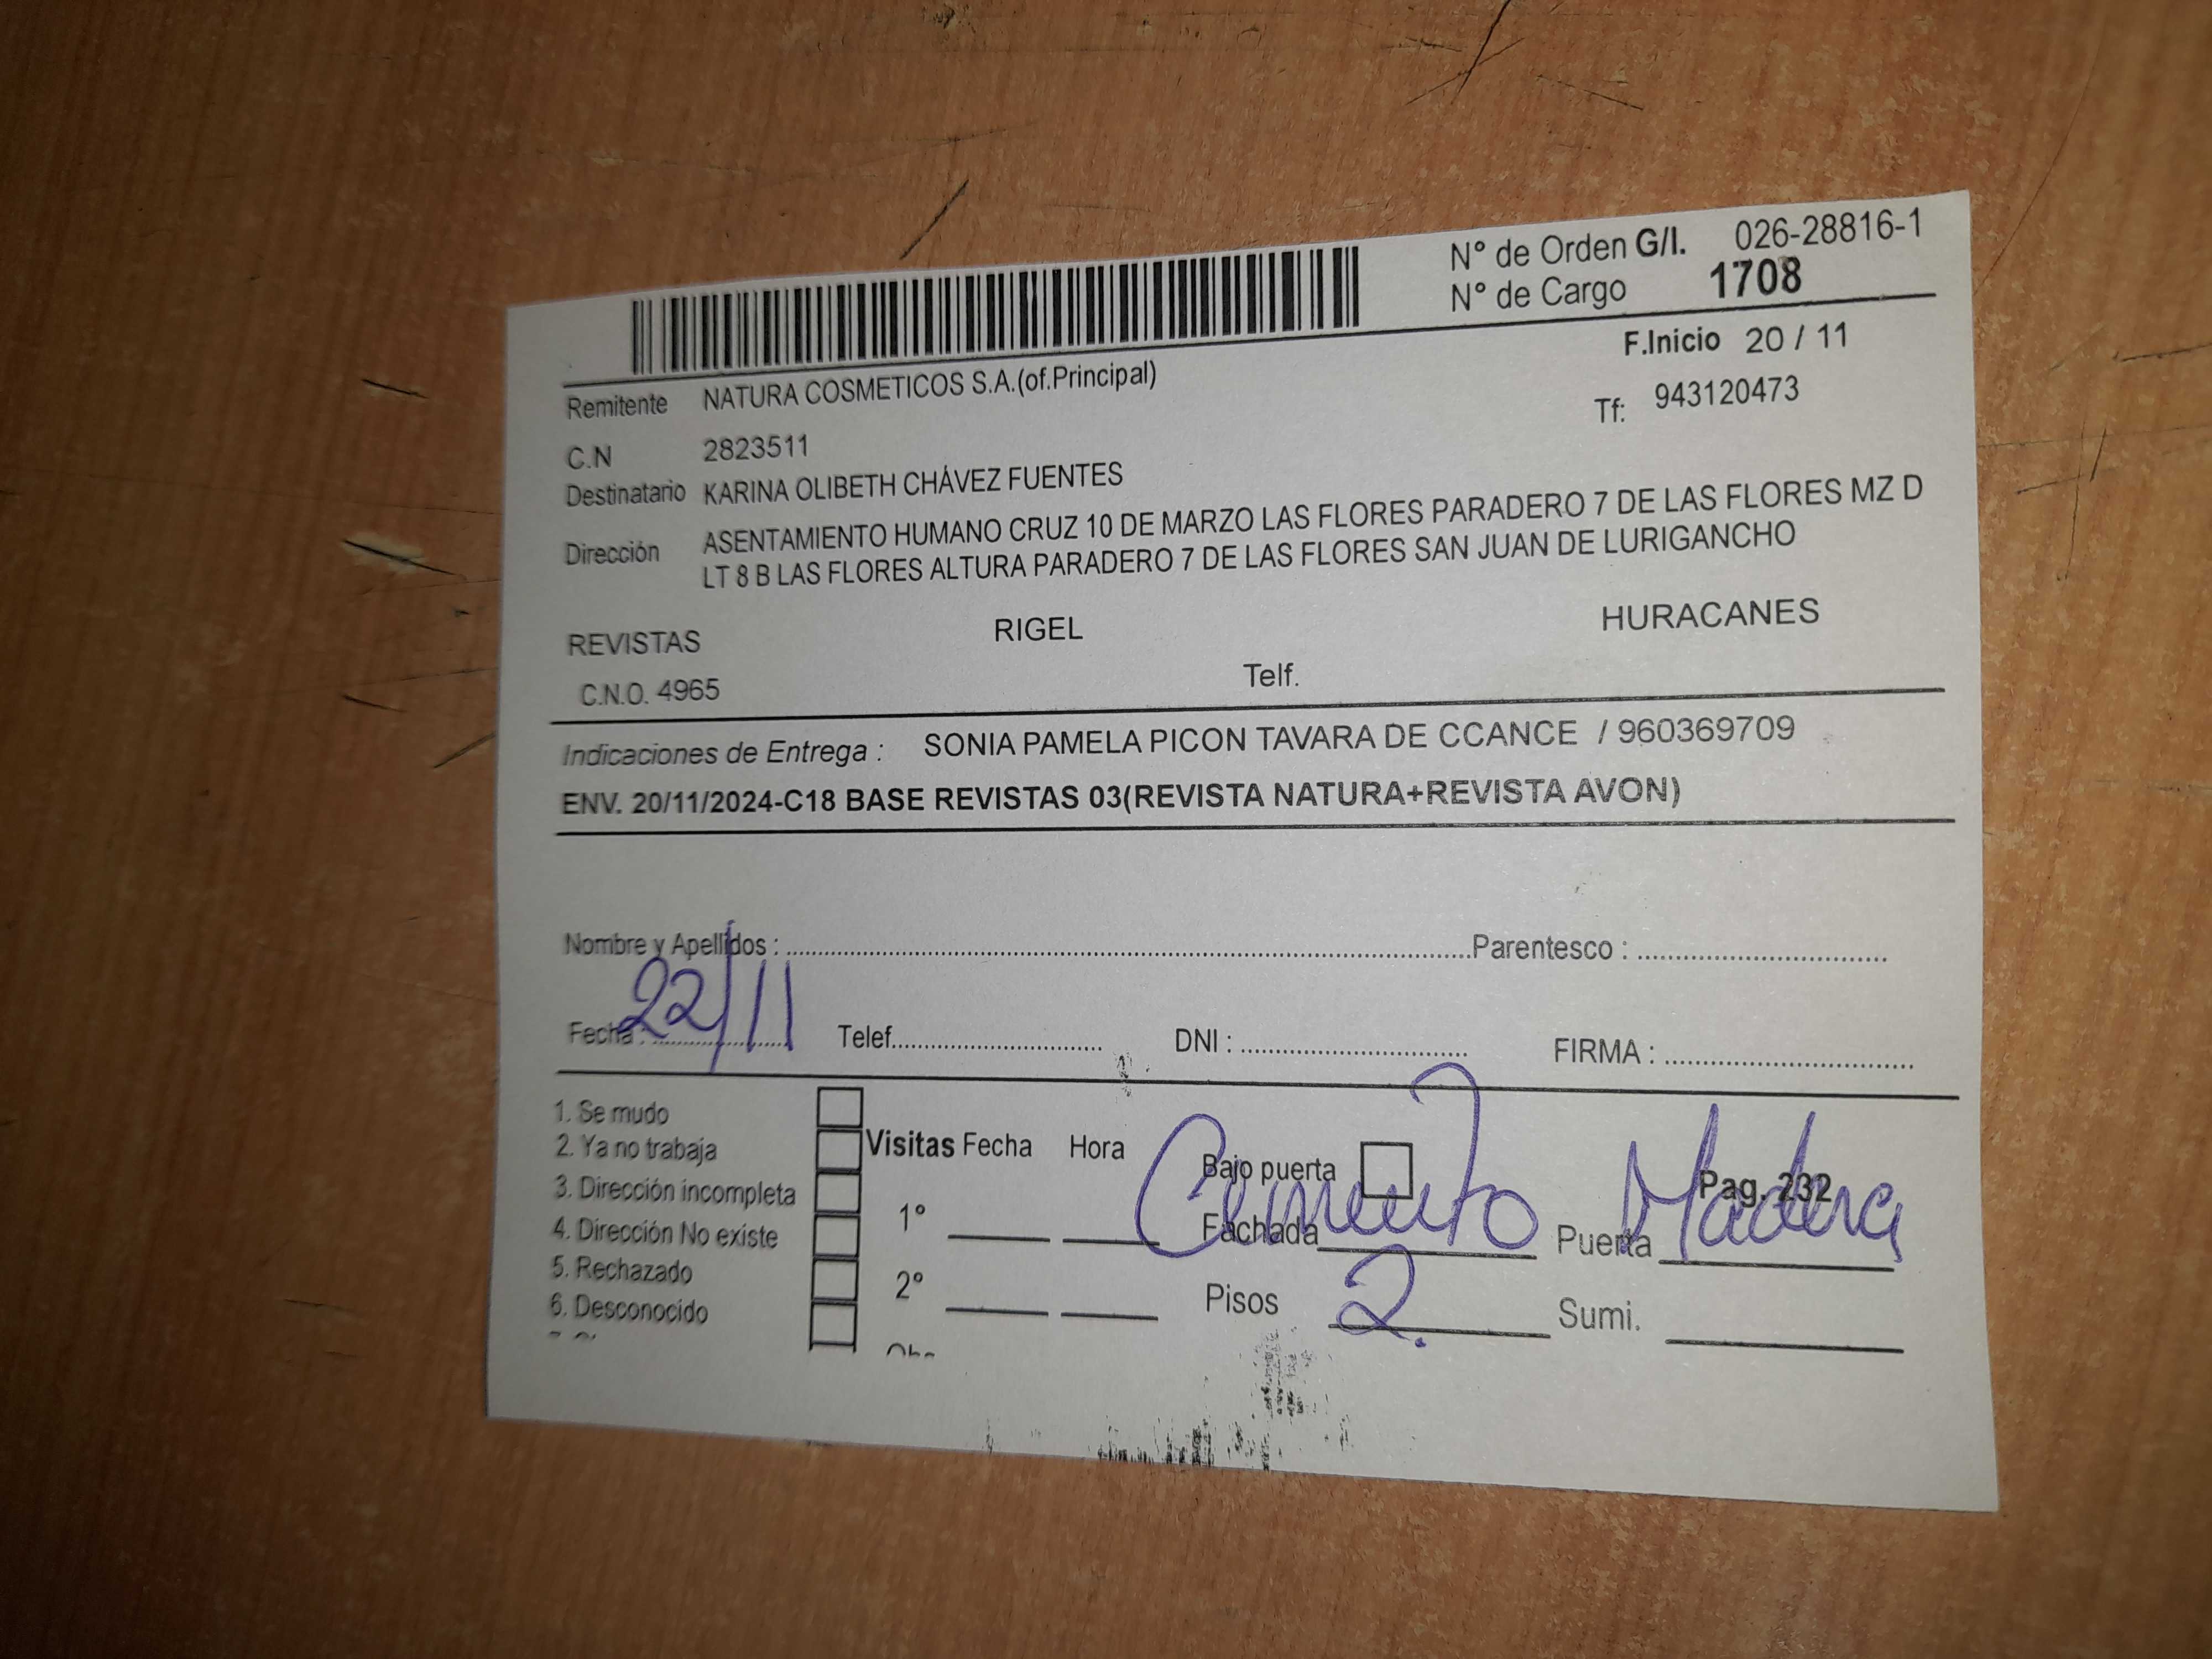 N° de Orden G/I. 026-28816-1
N° de Cargo 1708
F.Inicio 20 / 11
Remitente NATURA COSMETICOS S.A.(of.Principal)
Tf: 943120473
C.N 2823511
Destinatario KARINA OLIBETH CHÁVEZ FUENTES
Dirección ASENTAMIENTO HUMANO CRUZ 10 DE MARZO LAS FLORES PARADERO 7 DE LAS FLORES MZ D
LT 8 B LAS FLORES ALTURA PARADERO 7 DE LAS FLORES SAN JUAN DE LURIGANCHO
REVISTAS RIGEL HURACANES
C.N.O. 4965 Telf.
Indicaciones de Entrega : SONIA PAMELA PICON TAVARA DE CCANCE / 960369709
ENV. 20/11/2024-C18 BASE REVISTAS 03(REVISTA NATURA+REVISTA AVON)
Nombre y Apellidos : Parentesco :
Fecha : 22/11 Telef. DNI : FIRMA :
1. Se mudo
2. Ya no trabaja Visitas Fecha Hora Bajo puerta Pag. 232
3. Dirección incompleta 1°
4. Dirección No existe Fachada Cemento Puerta Madera
5. Rechazado 2°
6. Desconocido Pisos 2. Sumi.